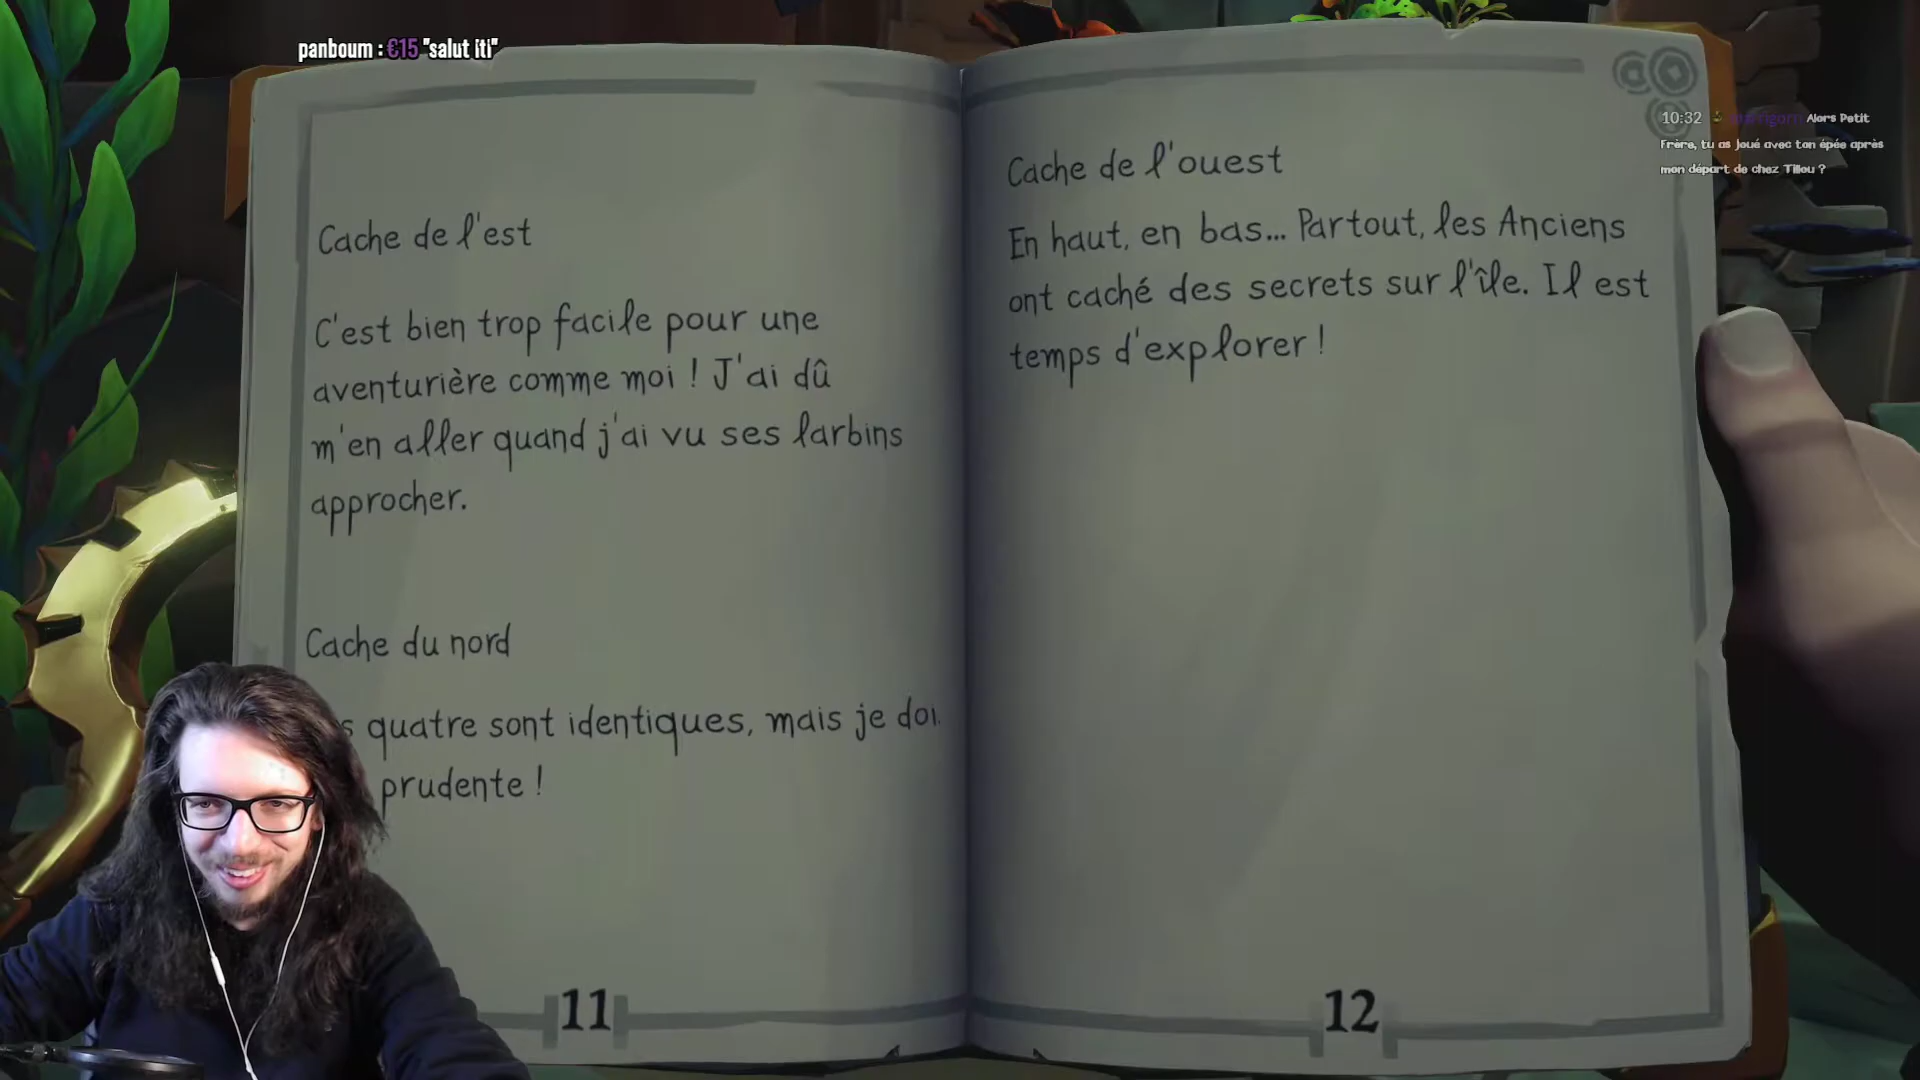 panboum : €15 "salut iti"
10:32 Alors Petit
Frère, tu as joué avec ton épée après
mon départ de chez Tillou ?
Cache de l'est
C'est bien trop facile pour une
aventurière comme moi ! J'ai dû
m'en aller quand j'ai vu ses larbins
approcher.
Cache du nord
quatre sont identiques, mais je
prudente !
11
Cache de l'ouest
En haut, en bas... Partout, les Anciens
ont caché des secrets sur l'île. Il est
temps d'explorer !
12